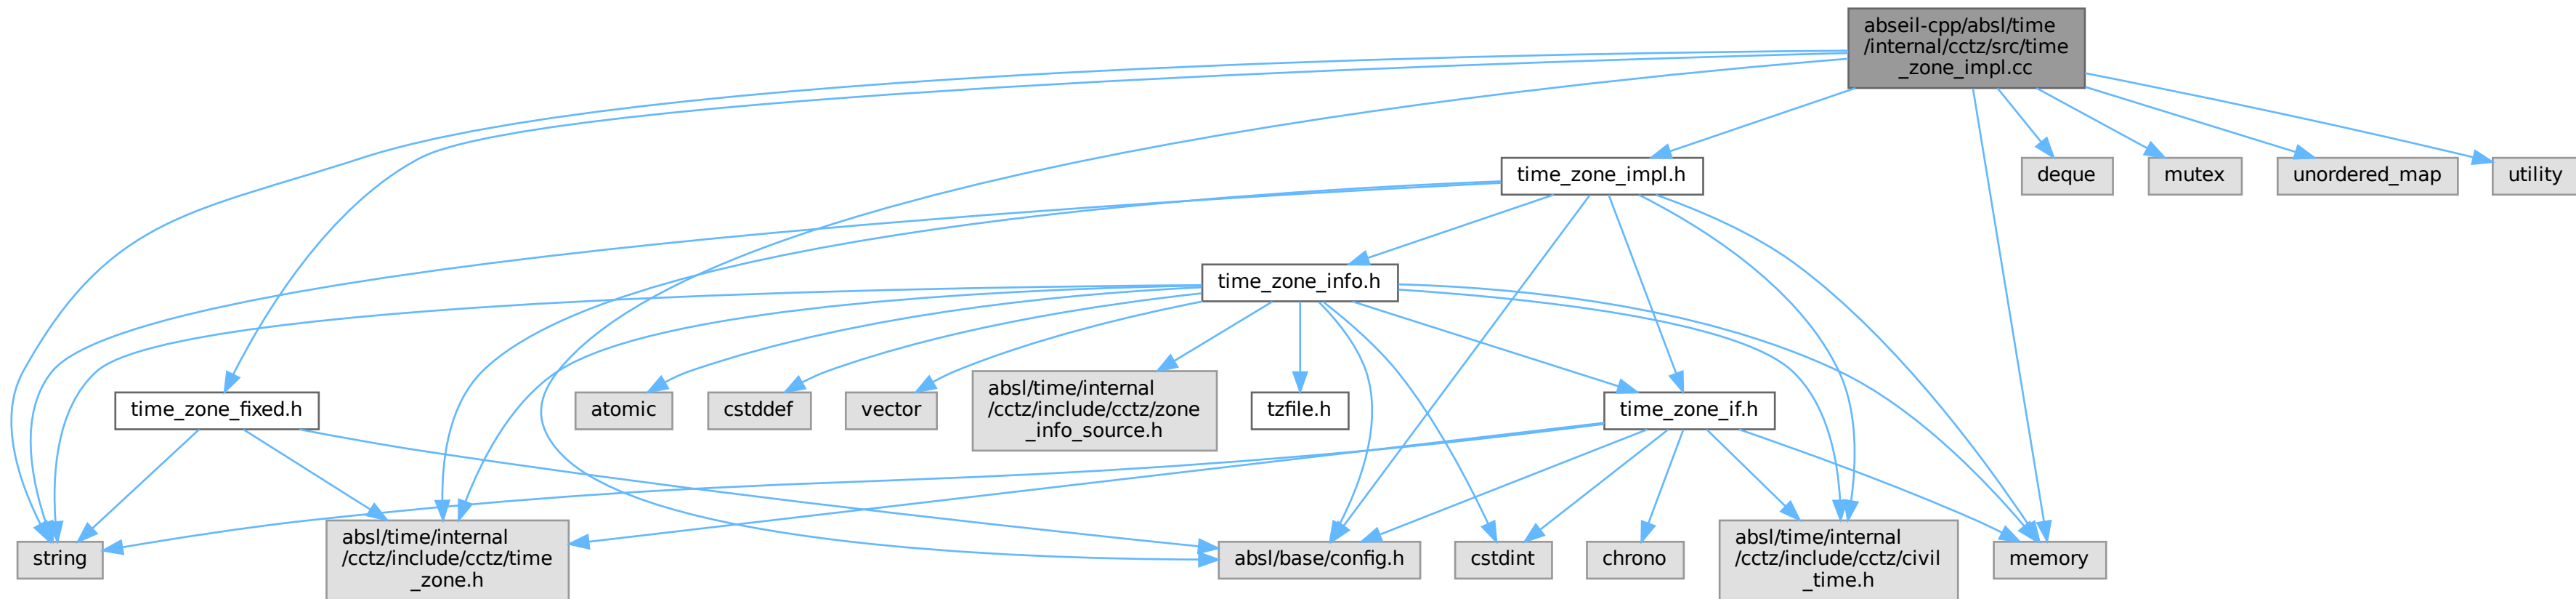 abseil-cpp/absl/time
/internal/cctz/src/time
_zone_impl.cc
time_zone_impl.h
deque
mutex
unordered_map
utility
time_zone_info.h
time_zone_fixed.h
atomic
cstddef
vector
absl/time/internal
/cctz/include/cctz/zone
_info_source.h
tzfile.h
time_zone_if.h
string
absl/time/internal
/cctz/include/cctz/time
_zone.h
absl/base/config.h
cstdint
chrono
absl/time/internal
/cctz/include/cctz/civil
_time.h
memory